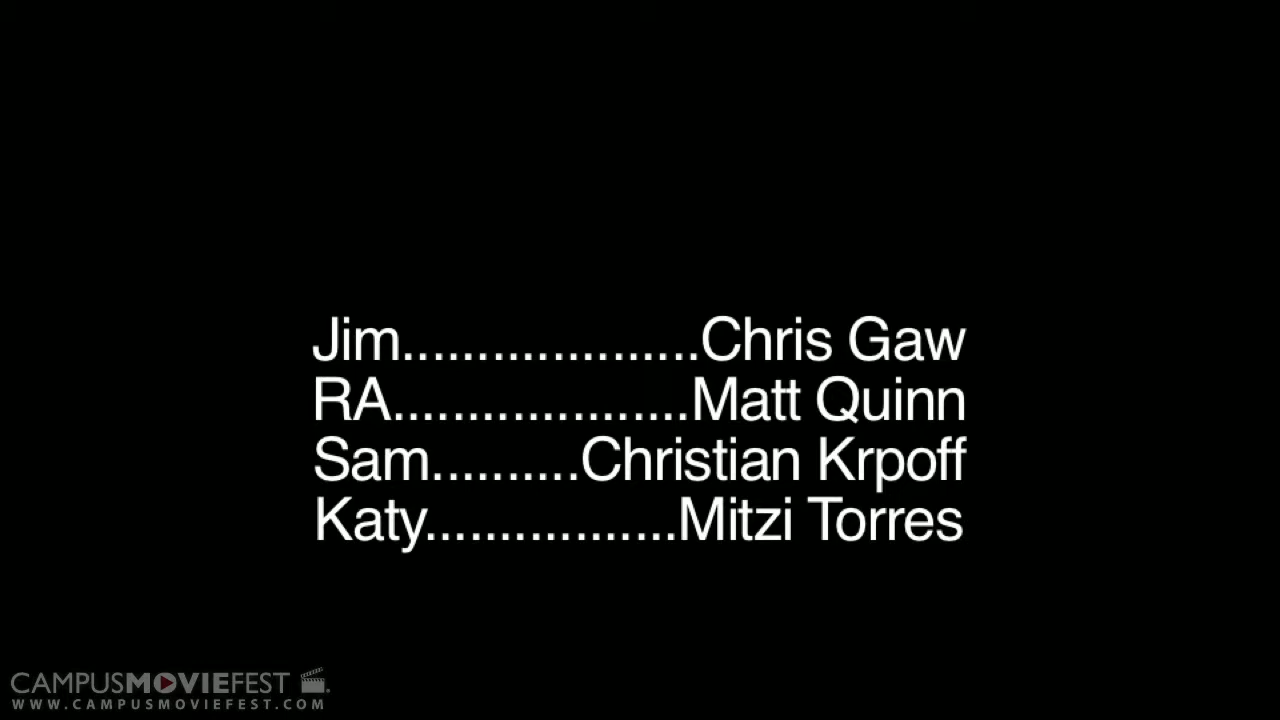 Jim....................Chris Gaw
RA....................Matt Quinn
Sam..........Christian Krpoff
Katy.................Mitzi Torres
CAMPUSMOVIEFEST
WWW.CAMPUSMOVIEFEST.COM